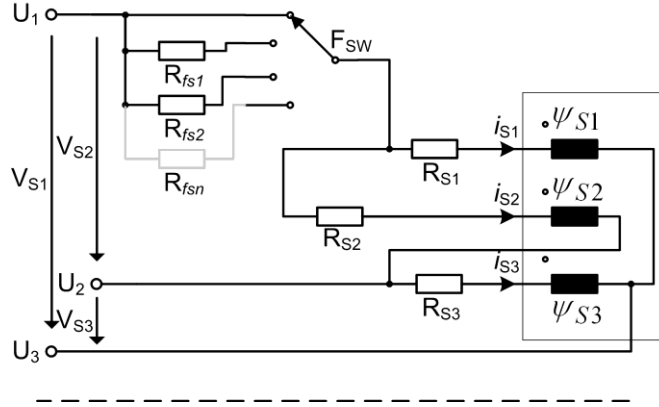 U1
FSW
Rfs1
Rfs2
Rfsn
VS1
VS2
iS1
ψS1
RS1
iS2
ψS2
RS2
iS3
U2
RS3
ψS3
VS3
U3